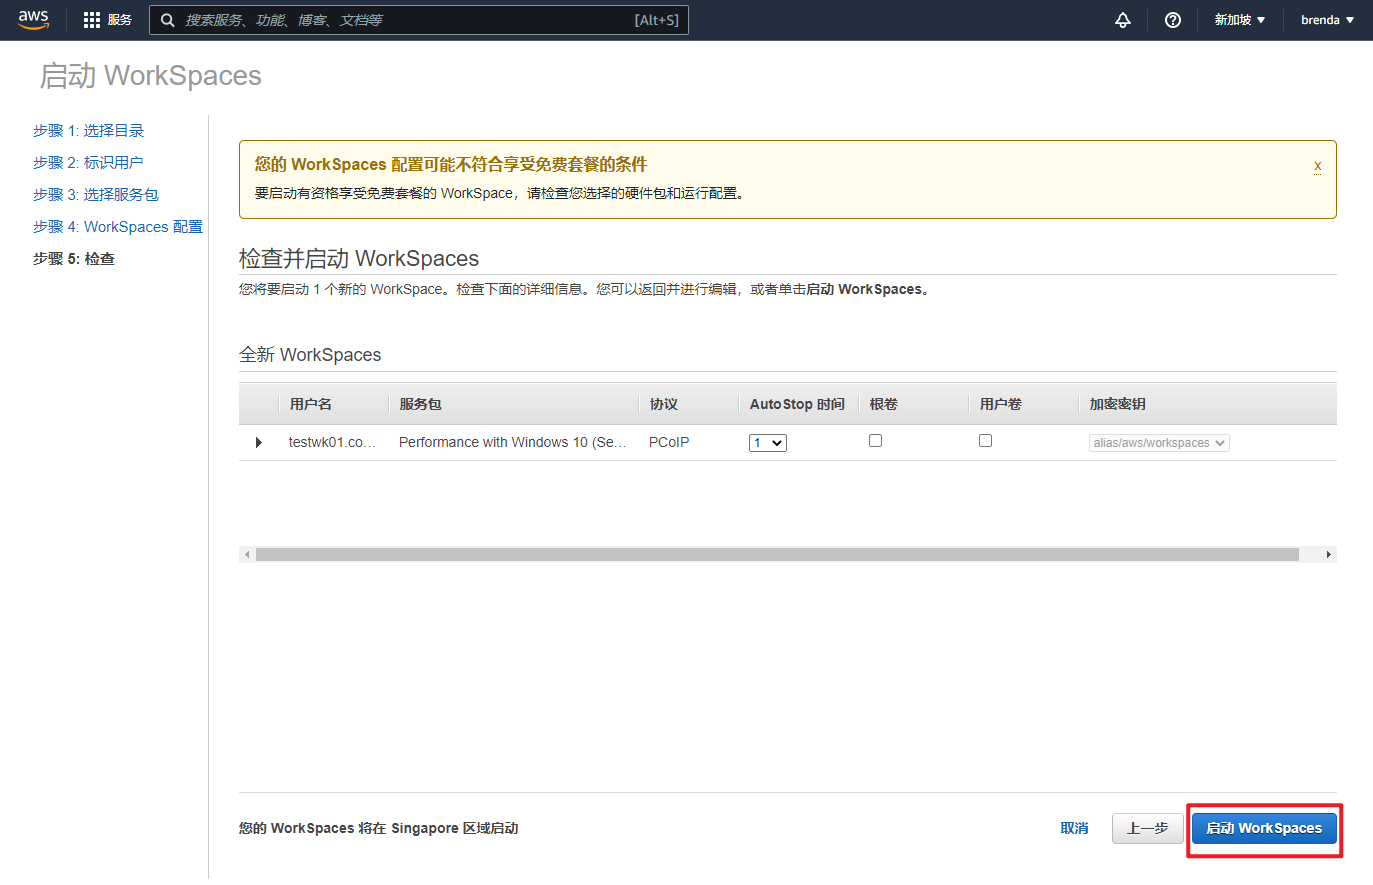 aws
服务
搜索服务、功能、博客、文档等
[Alt+S]
新加坡
brenda
启动 WorkSpaces
步骤 1: 选择目录
步骤 2: 标识用户
步骤 3: 选择服务包
步骤 4: WorkSpaces 配置
步骤 5: 检查
您的 WorkSpaces 配置可能不符合享受免费套餐的条件
x
要启动有资格享受免费套餐的 WorkSpace，请检查您选择的硬件包和运行配置。
检查并启动 WorkSpaces
您将要启动 1 个新的 WorkSpace。检查下面的详细信息。您可以返回并进行编辑，或者单击启动 WorkSpaces。
全新 WorkSpaces
用户名 服务包 协议 AutoStop 时间 根卷 用户卷 加密密钥
testwk01.co... Performance with Windows 10 (Se... PCoIP 1 alias/aws/workspaces
您的 WorkSpaces 将在 Singapore 区域启动
取消
上一步
启动 WorkSpaces